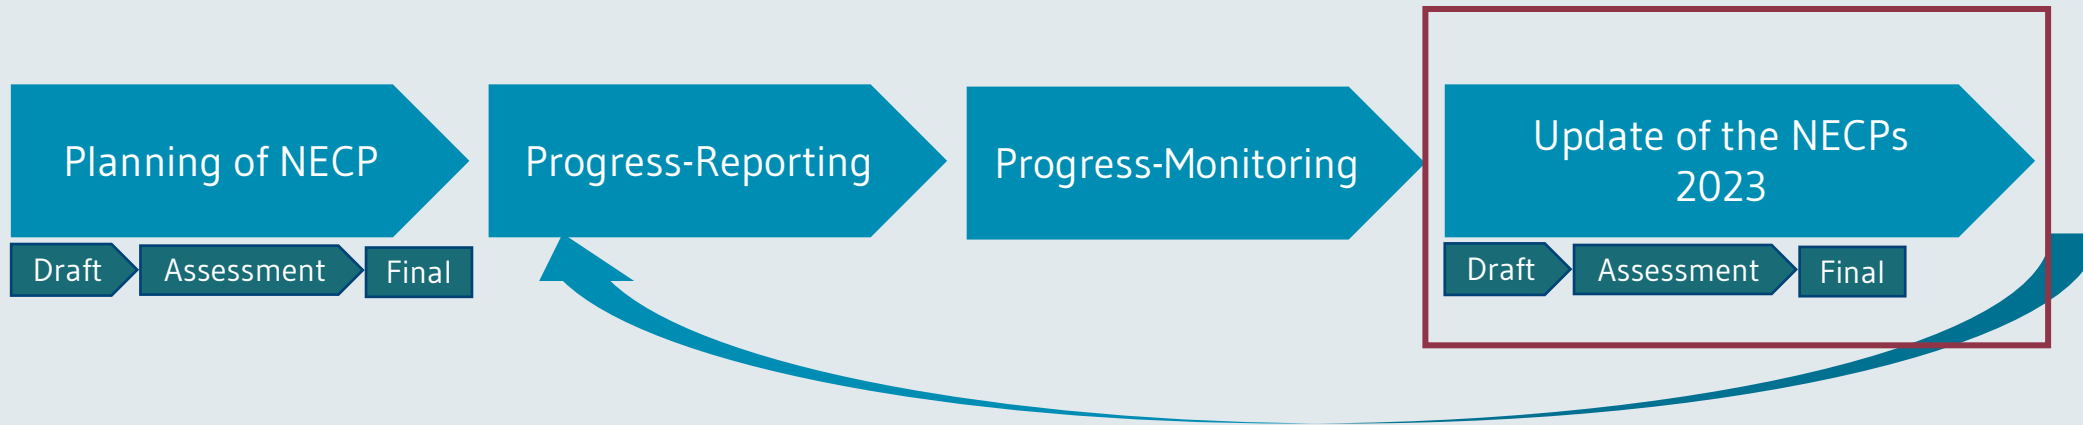 Planning of NECP
Draft
Assessment
Final
Progress-Reporting
Progress-Monitoring
Update of the NECPs
2023
Draft
Assessment
Final